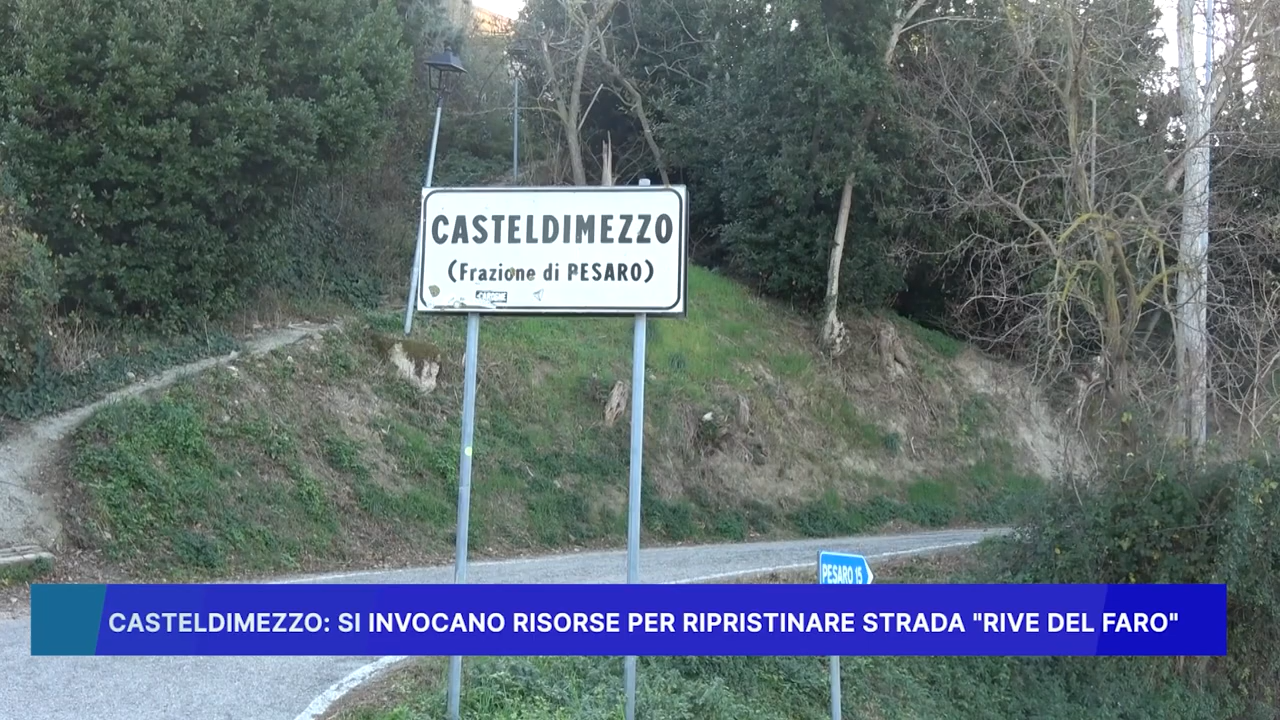 CASTELDIMEZZO
(Frazione di PESARO)
PESARO 15
CASTELDIMEZZO: SI INVOCANO RISORSE PER RIPRISTINARE STRADA "RIVE DEL FARO"